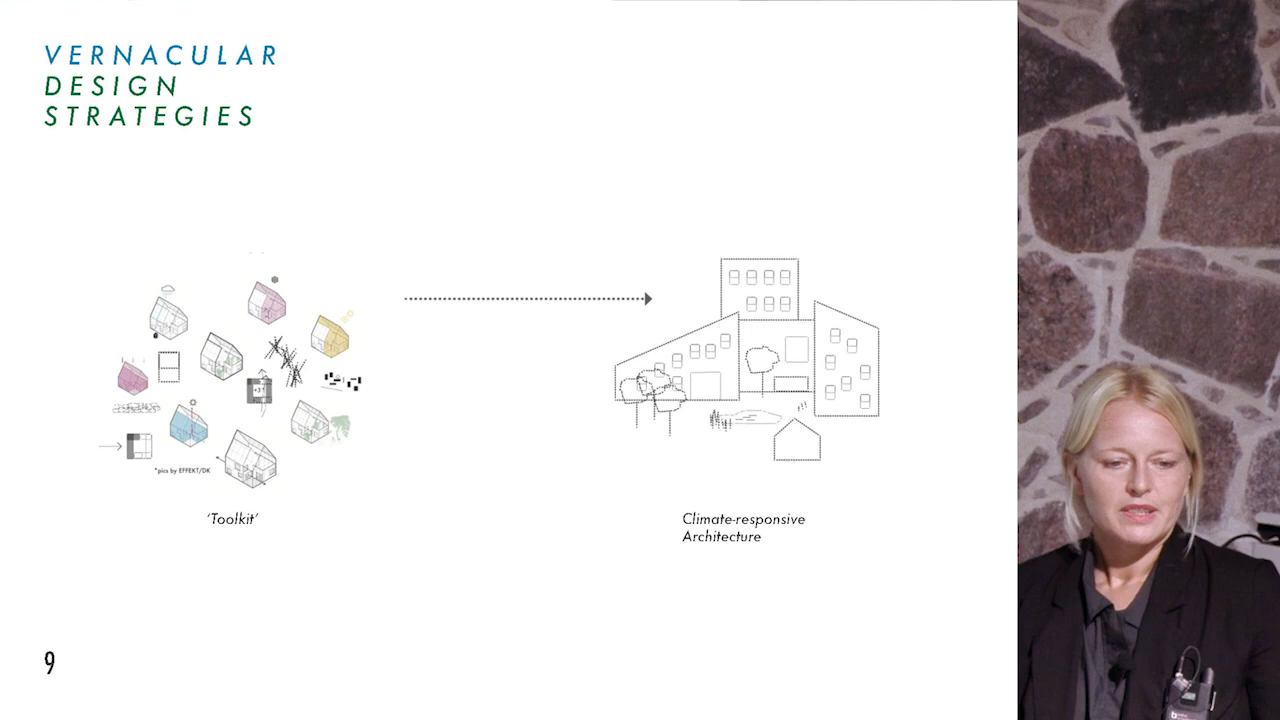 VERNACULAR
DESIGN
STRATEGIES
*pics by EFFEKT/DK
'Toolkit'
Climate-responsive
Architecture
9